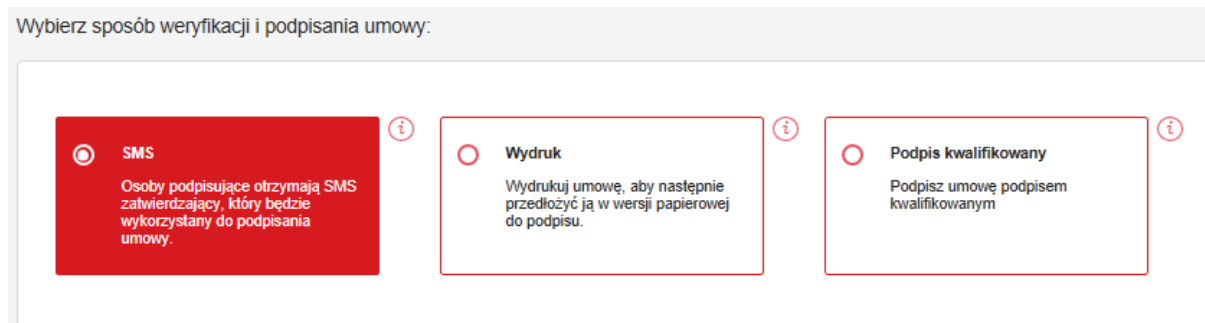 Wybierz sposób weryfikacji i podpisania umowy:
SMS
Osoby podpisujące otrzymają SMS
zatwierdzający, który będzie
wykorzystany do podpisania
umowy.
Wydruk
Wydrukuj umowę, aby następnie
przedłożyć ją w wersji papierowej
do podpisu.
Podpis kwalifikowany
Podpisz umowę podpisem
kwalifikowanym